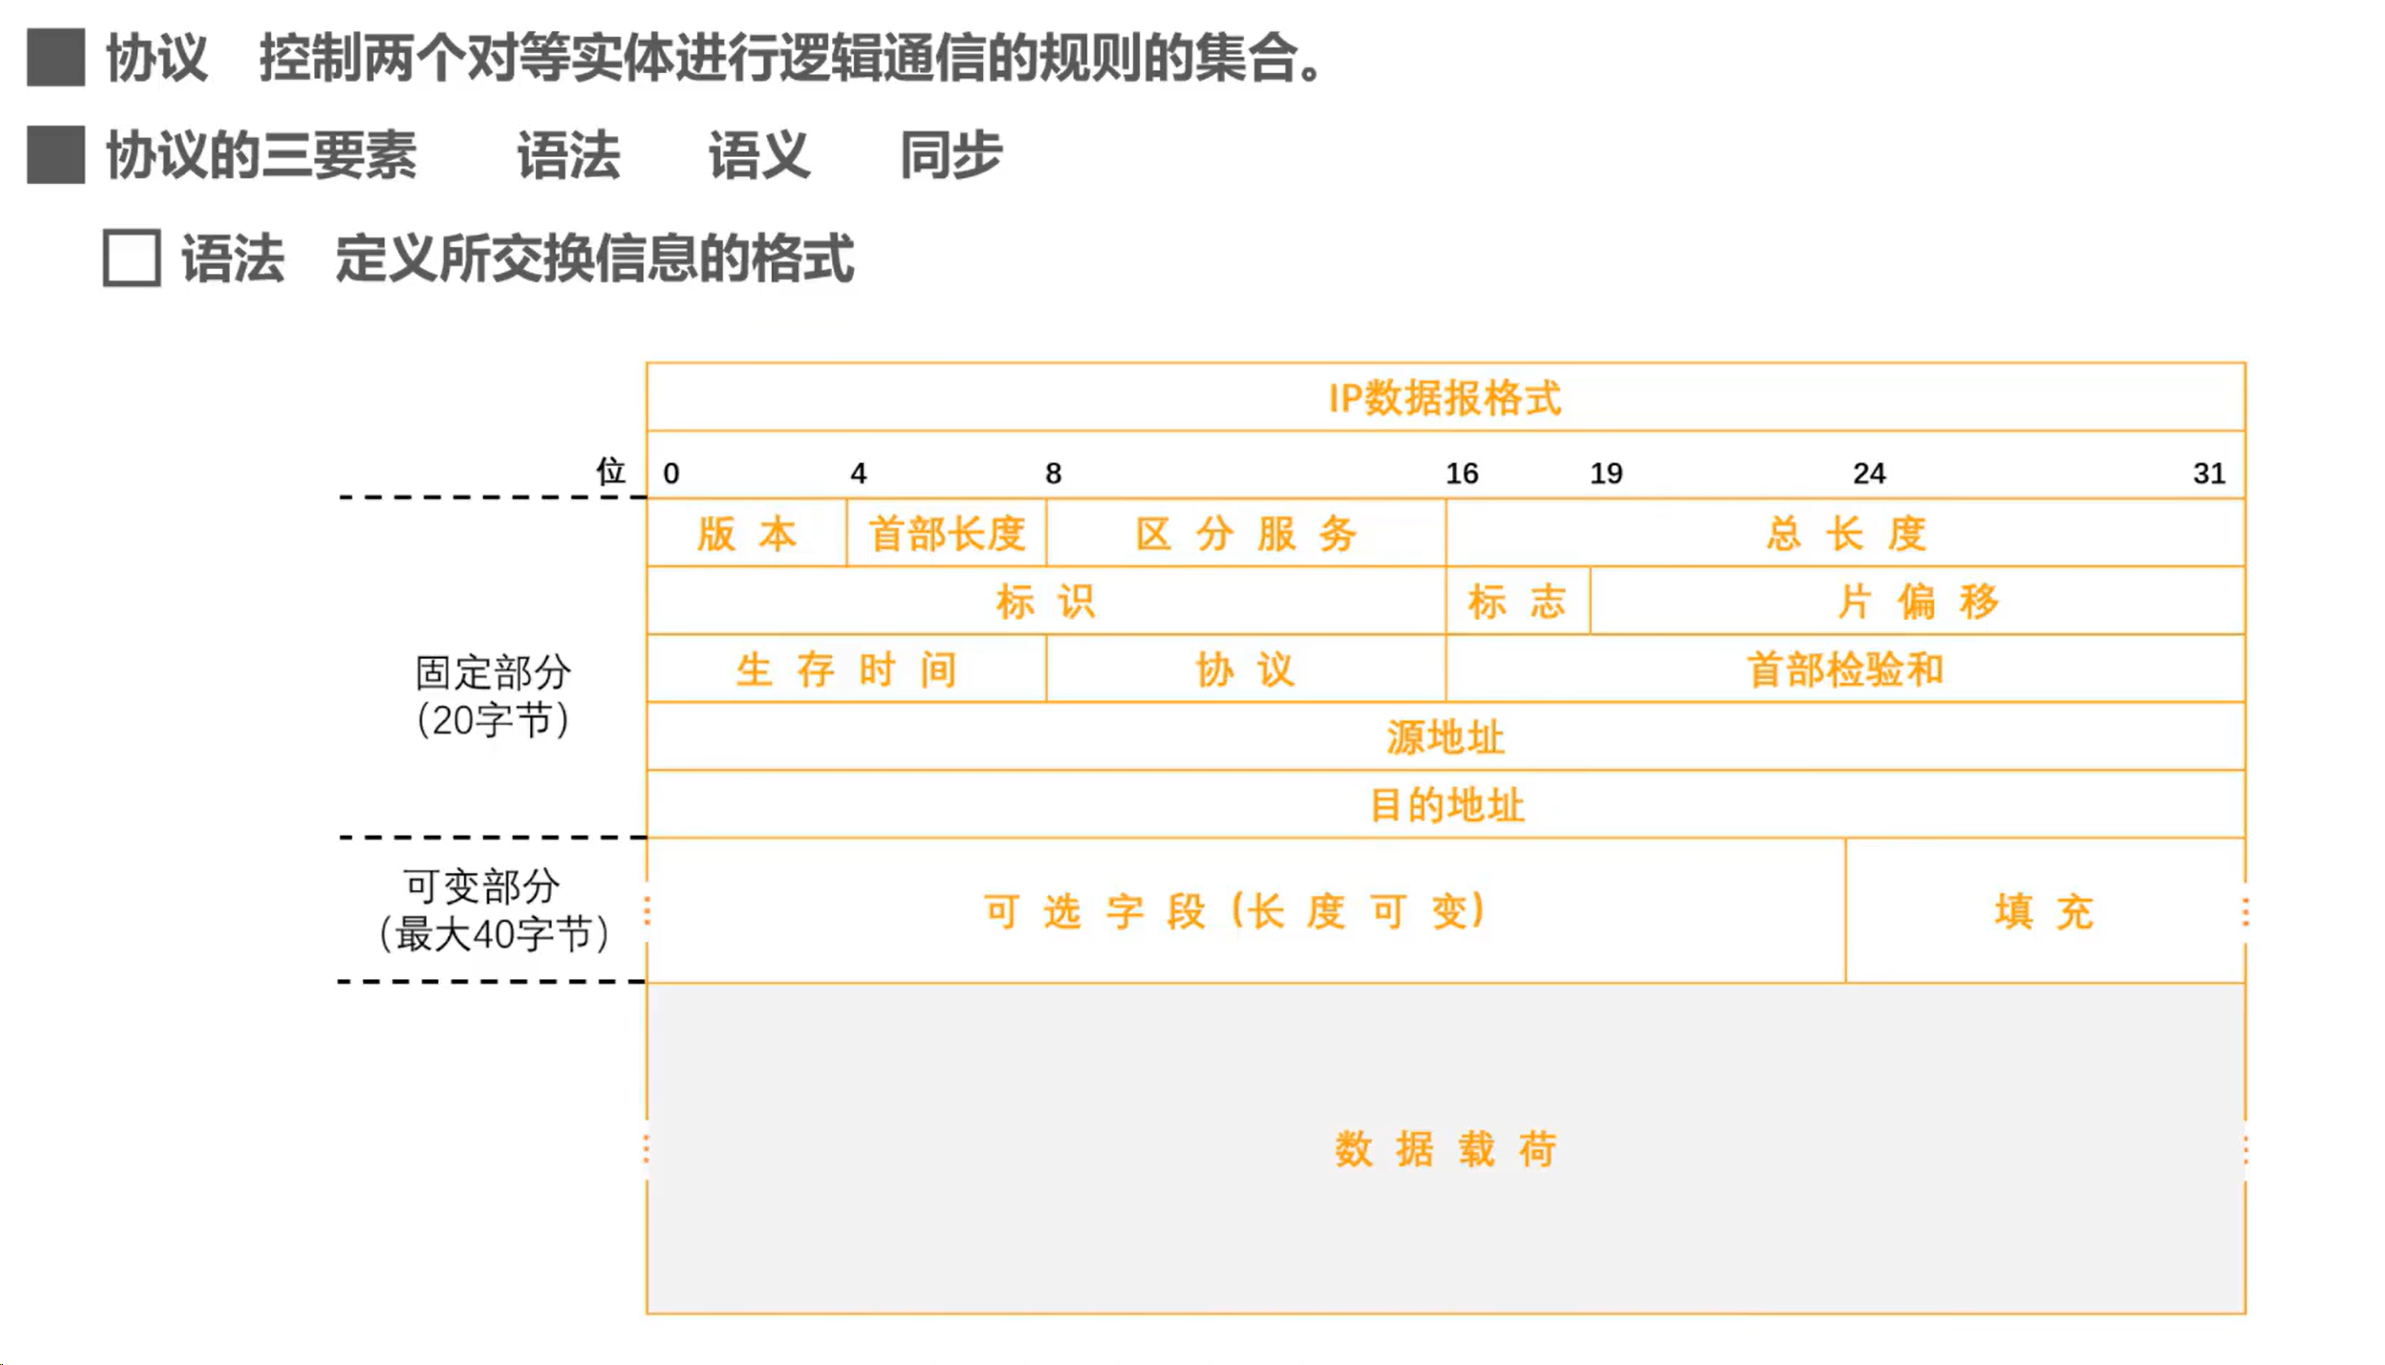 协议 控制两个对等实体进行逻辑通信的规则的集合。
协议的三要素 语法 语义 同步
语法 定义所交换信息的格式
IP数据报格式
位 0 4 8 16 19 24 31
版 本 首部长度 区 分 服 务 总 长 度
标 识 标 志 片 偏 移
固定部分
（20字节）
生 存 时 间 协 议 首部检验和
源地址
目的地址
可变部分
（最大40字节）
可 选 字 段 (长 度 可 变) 填 充
数 据 载 荷